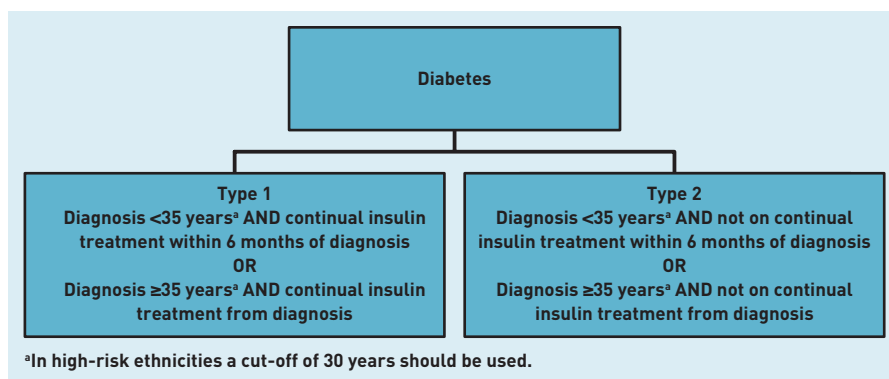 Diabetes
Type 1
Diagnosis <35 yearsª AND continual insulin
treatment within 6 months of diagnosis
OR
Diagnosis ≥35 yearsª AND continual insulin
treatment from diagnosis
Type 2
Diagnosis <35 yearsª AND not on continual
insulin treatment within 6 months of diagnosis
OR
Diagnosis ≥35 yearsª AND not on continual
insulin treatment from diagnosis
ªIn high-risk ethnicities a cut-off of 30 years should be used.